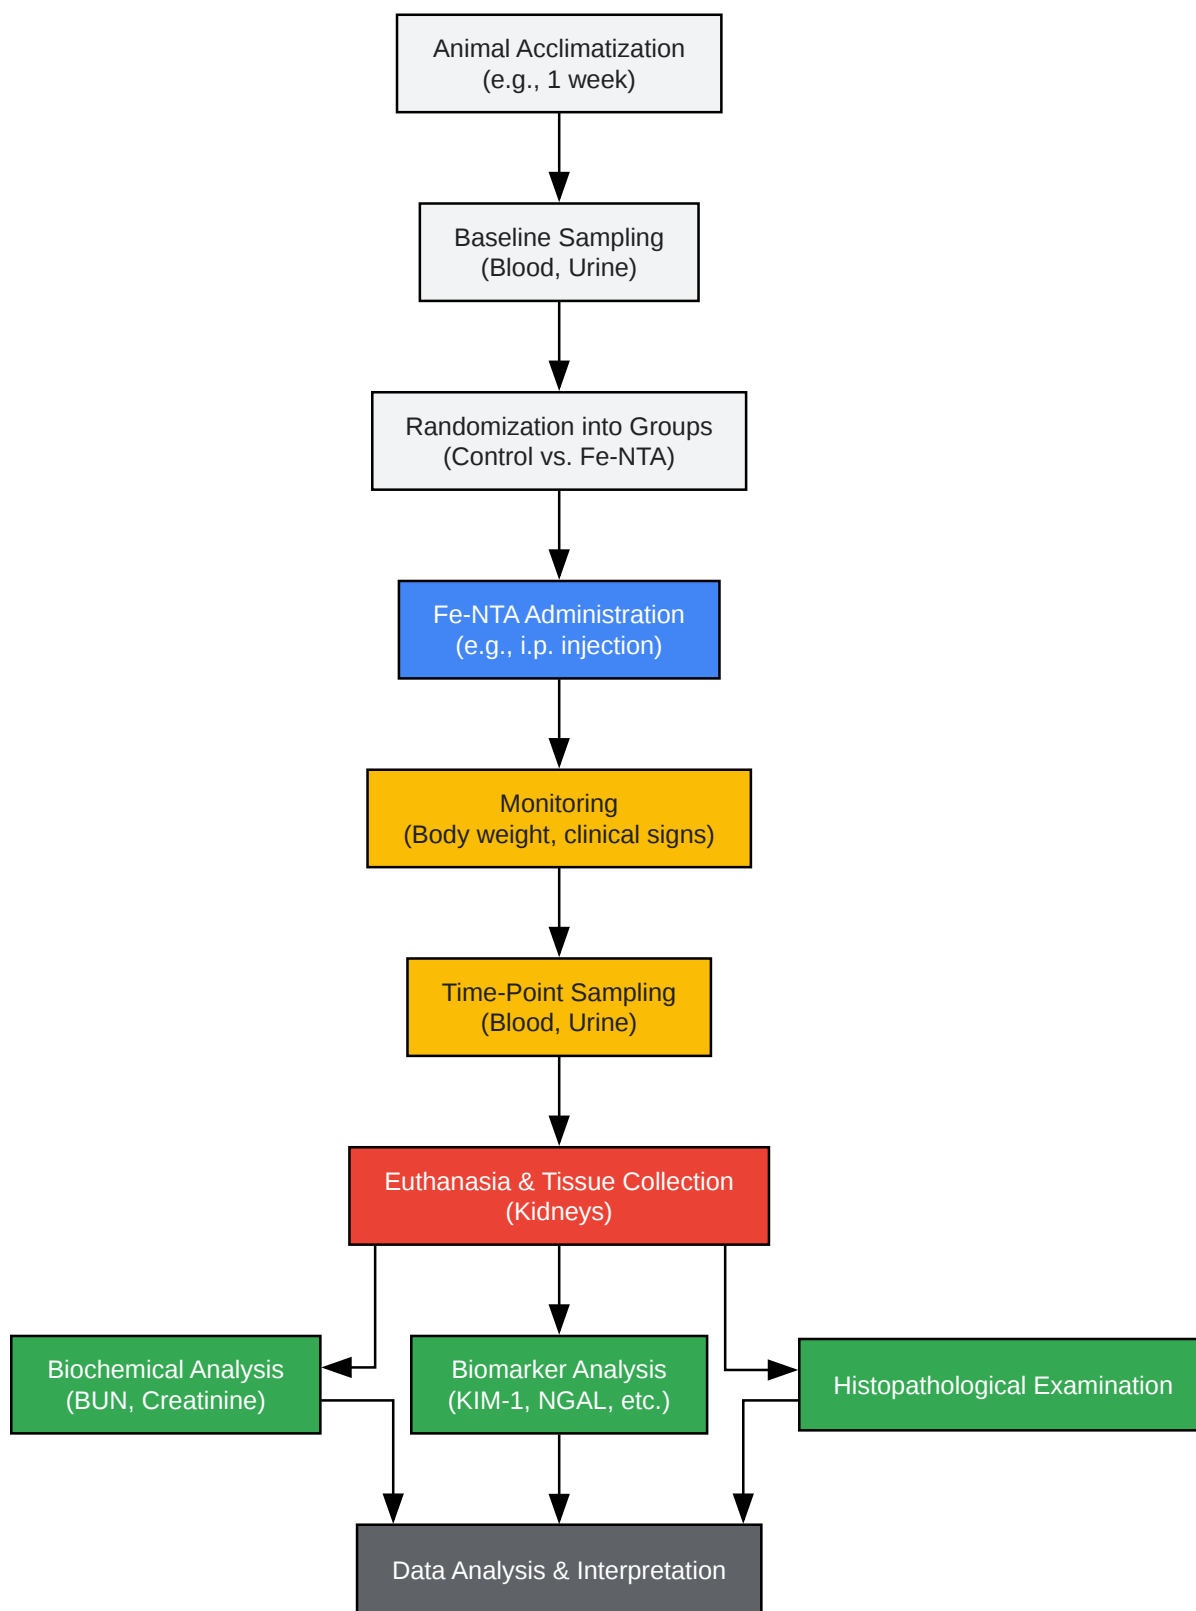 Animal Acclimatization
(e.g., 1 week)
Baseline Sampling
(Blood, Urine)
Randomization into Groups
(Control vs. Fe-NTA)
Fe-NTA Administration
(e.g., i.p. injection)
Monitoring
(Body weight, clinical signs)
Time-Point Sampling
(Blood, Urine)
Euthanasia & Tissue Collection
(Kidneys)
Biochemical Analysis
(BUN, Creatinine)
Biomarker Analysis
(KIM-1, NGAL, etc.)
Histopathological Examination
Data Analysis & Interpretation